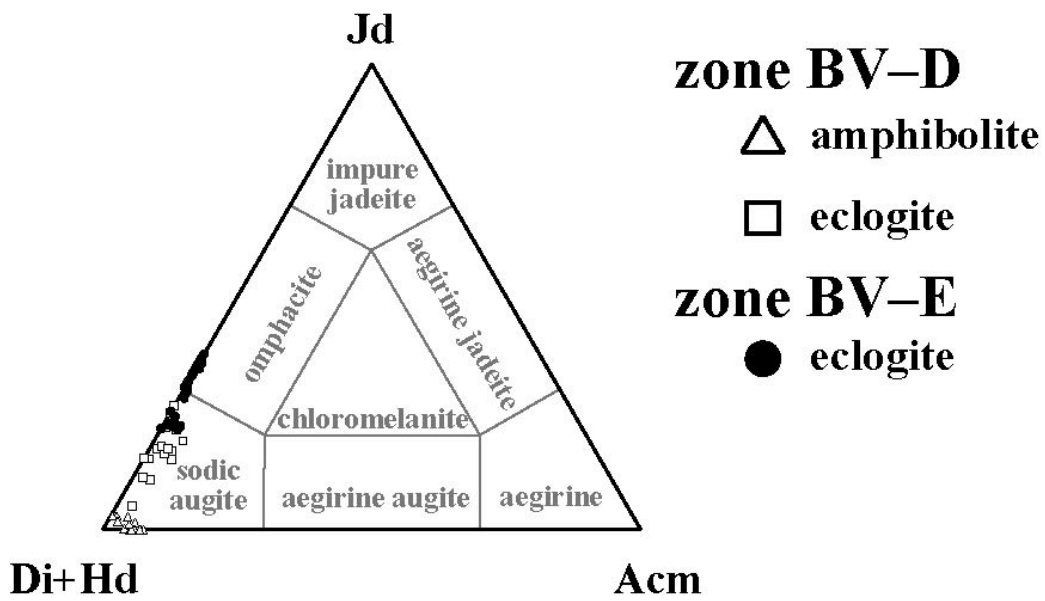 Jd
zone BV–D
amphibolite
eclogite
zone BV–E
eclogite
impure
jadeite
omphacite
aegirine jadeite
chloromelanite
sodic
augite
aegirine augite
aegirine
Di+Hd
Acm